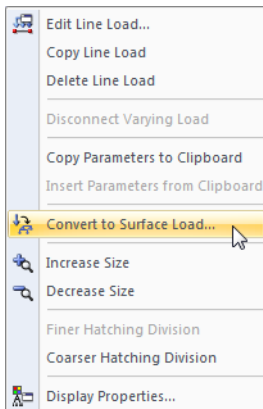 Edit Line Load...
Copy Line Load
Delete Line Load
Disconnect Varying Load
Copy Parameters to Clipboard
Insert Parameters from Clipboard
Convert to Surface Load...
Increase Size
Decrease Size
Finer Hatching Division
Coarser Hatching Division
Display Properties...